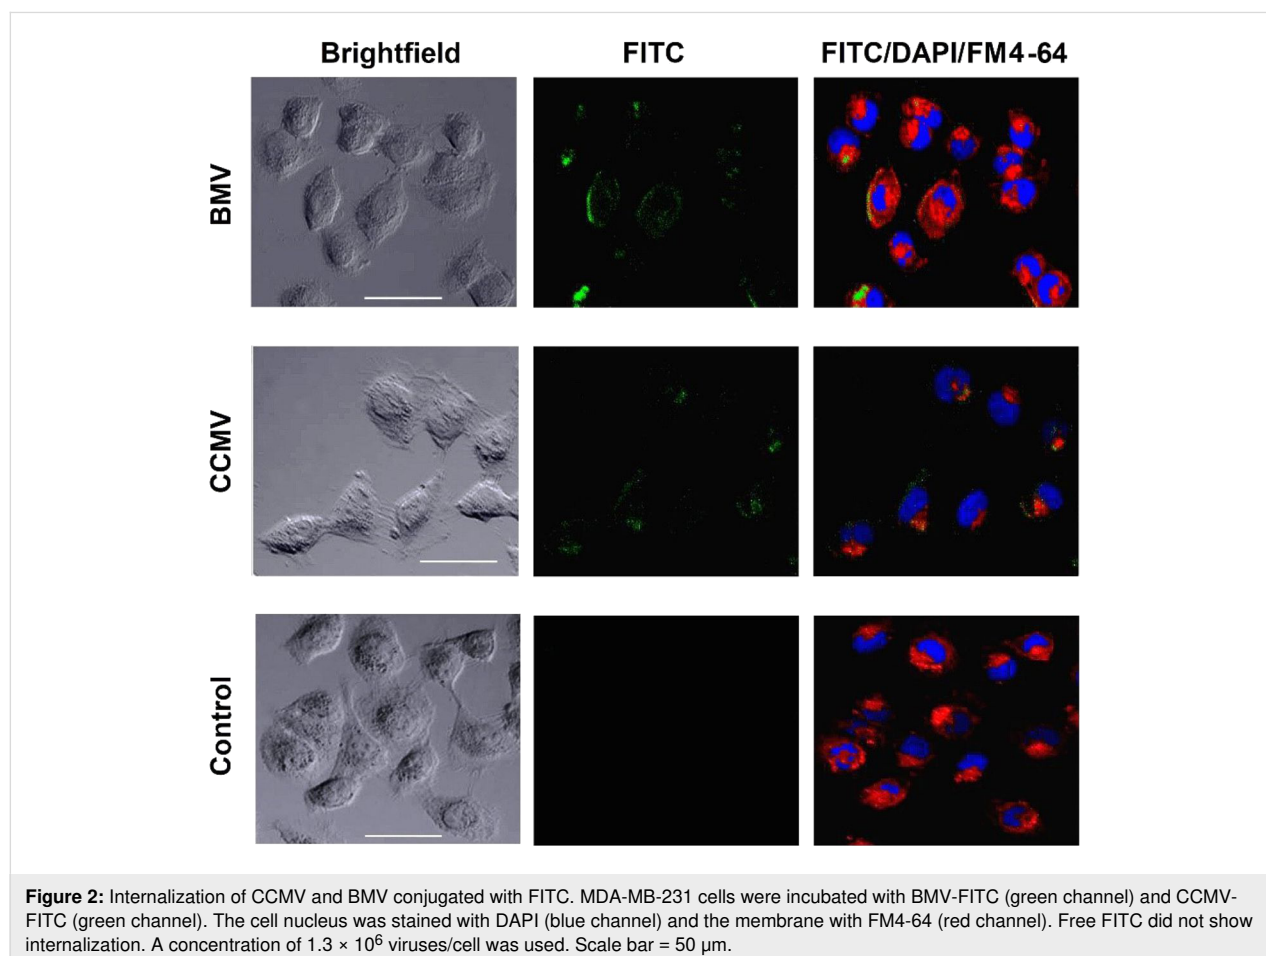 Brightfield FITC FITC/DAPI/FM4-64
BMV
CCMV
Control
Figure 2: Internalization of CCMV and BMV conjugated with FITC. MDA-MB-231 cells were incubated with BMV-FITC (green channel) and CCMV-
FITC (green channel). The cell nucleus was stained with DAPI (blue channel) and the membrane with FM4-64 (red channel). Free FITC did not show
internalization. A concentration of 1.3 × 10⁶ viruses/cell was used. Scale bar = 50 μm.